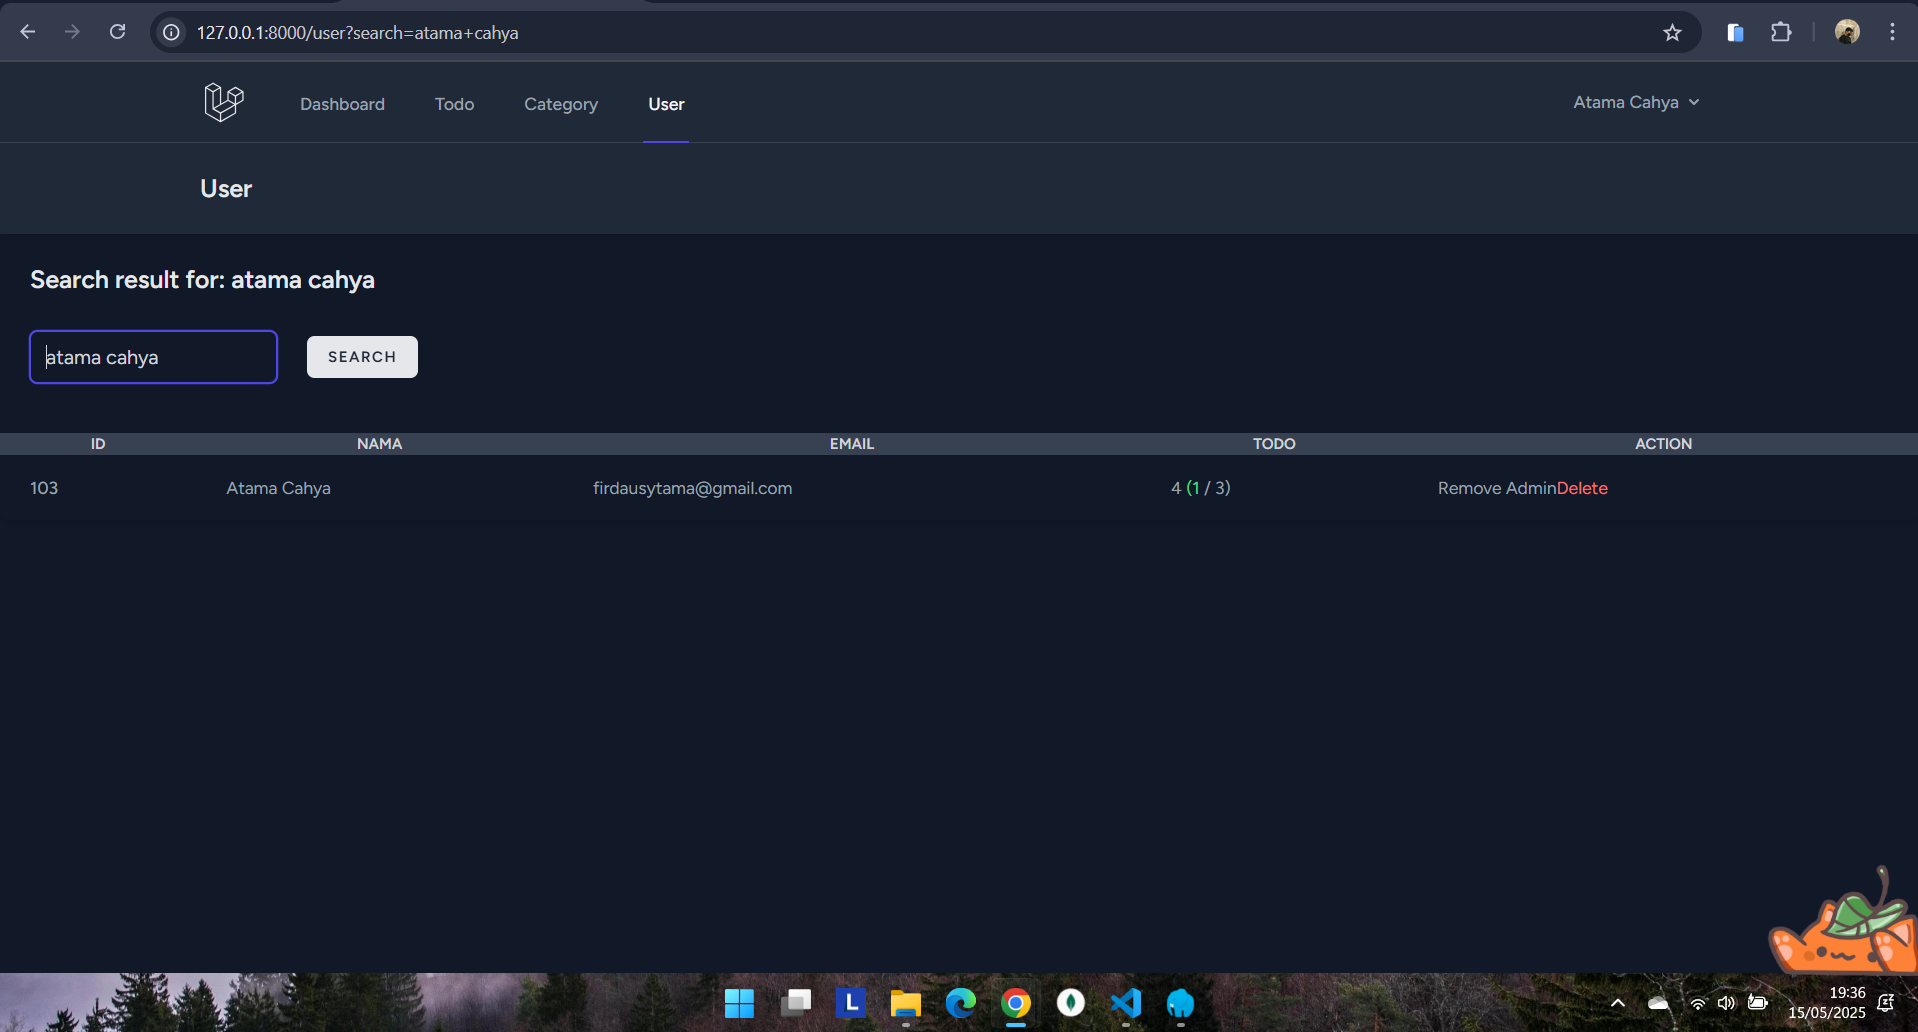 127.0.0.1:8000/user?search=atama+cahya
Dashboard Todo Category User Atama Cahya
User
Search result for: atama cahya
atama cahya SEARCH
ID NAMA EMAIL TODO ACTION
103 Atama Cahya firdausytama@gmail.com 4 (1 / 3) Remove AdminDelete
L
19:36
15/05/2025